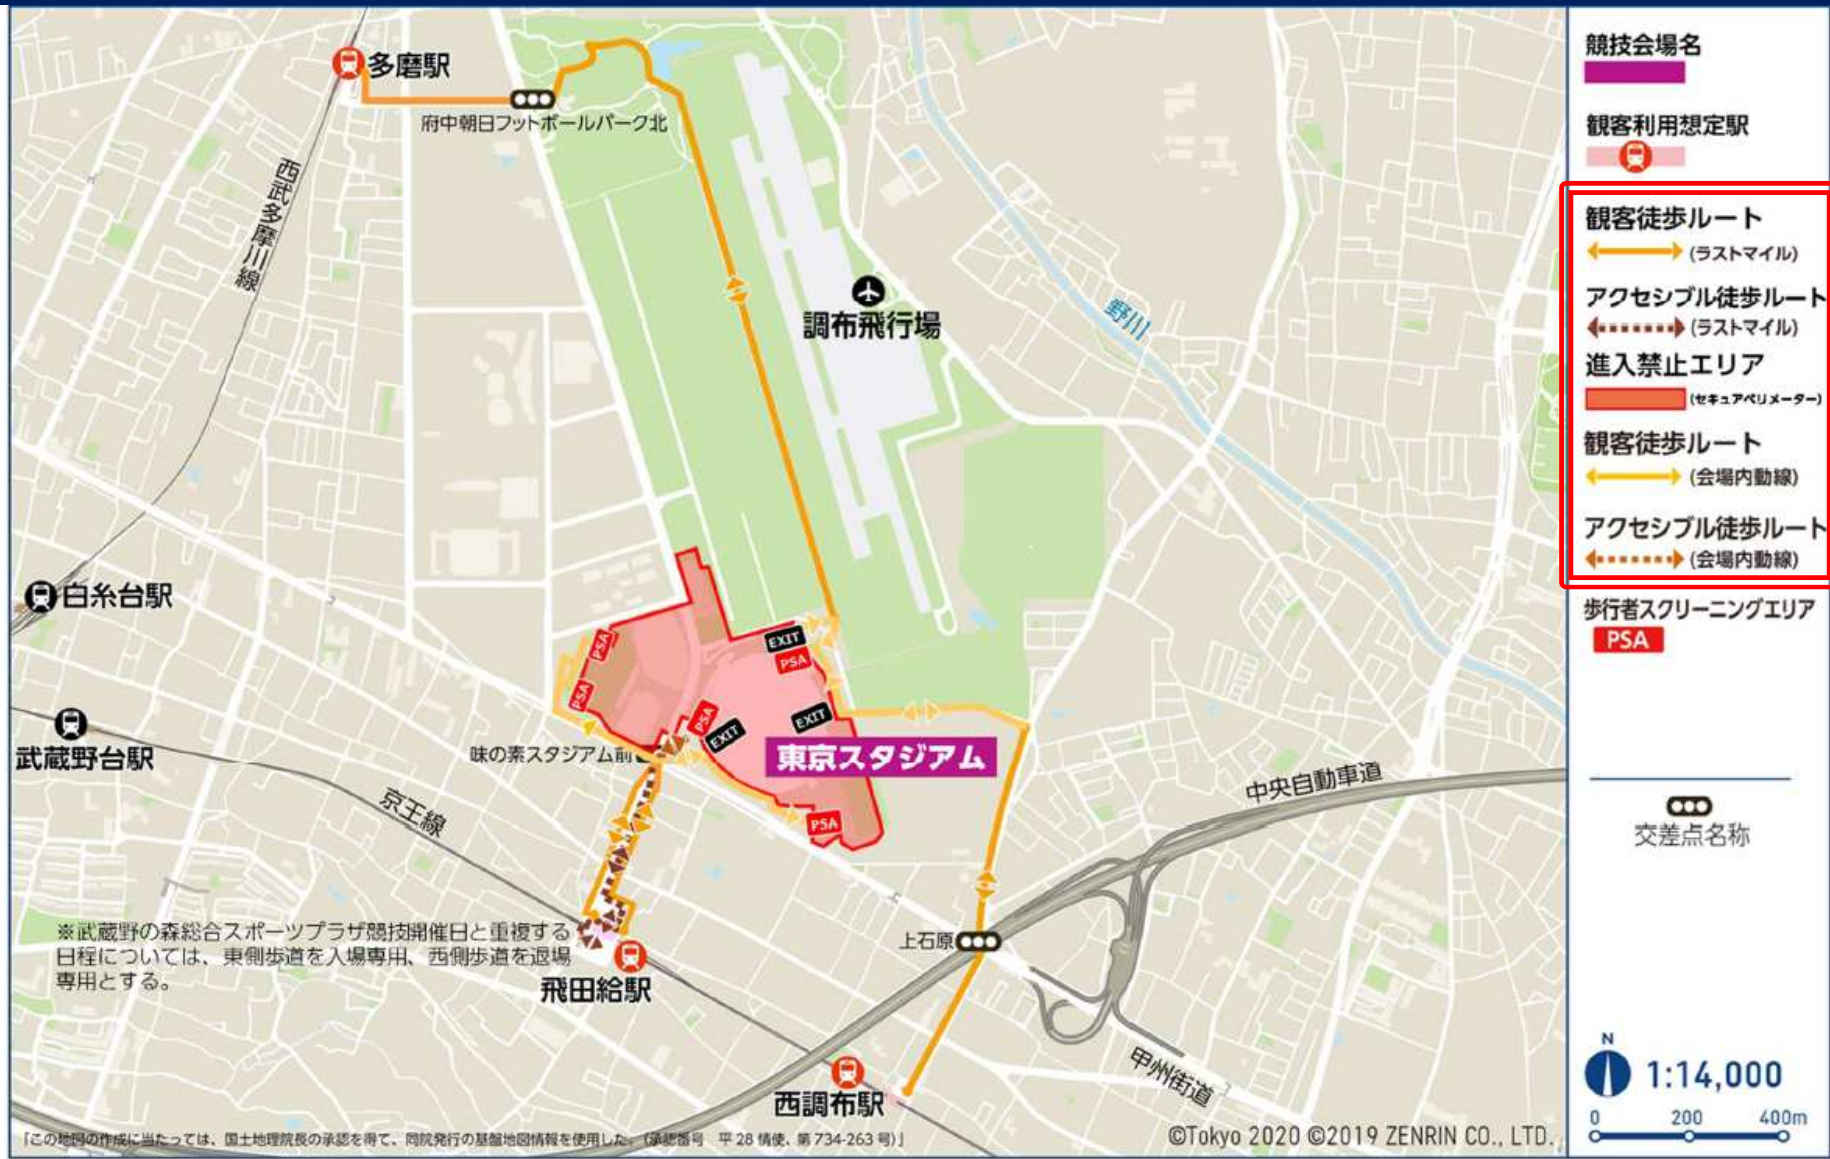 多磨駅
府中朝日フットボールパーク北
西武多摩川線
調布飛行場
野川
白糸台駅
武蔵野台駅
京王線
味の素スタジアム前
PSA
PSA
EXIT
PSA
PSA
EXIT
EXIT
東京スタジアム
PSA
中央自動車道
上石原
※武蔵野の森総合スポーツプラザ競技開催日と重複する
日程については、東側歩道を入場専用、西側歩道を退場
専用とする。
飛田給駅
西調布駅
甲州街道
「この地図の作成に当たっては、国土地理院長の承認を得て、同院発行の基盤地図情報を使用した。(承認番号 平 28 情使、第 734-263 号)」
©Tokyo 2020 ©2019 ZENRIN CO., LTD.
競技会場名
観客利用想定駅
観客徒歩ルート
(ラストマイル)
アクセシブル徒歩ルート
(ラストマイル)
進入禁止エリア
(セキュアペリメーター)
観客徒歩ルート
(会場内動線)
アクセシブル徒歩ルート
(会場内動線)
歩行者スクリーニングエリア
PSA
交差点名称
N
1:14,000
0 200 400m